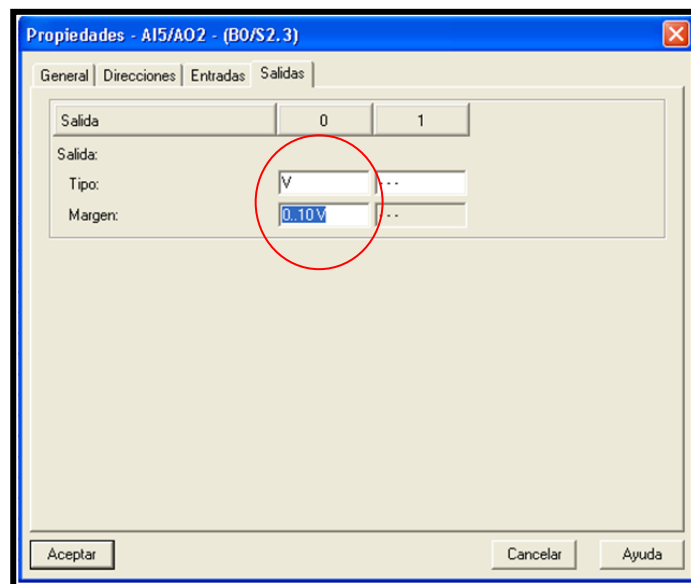 Propiedades - AI5/AO2 - (B0/S2.3)
General Direcciones Entradas Salidas
Salida 0 1
Salida:
Tipo: V - - -
Margen: 0..10 V - - -
Aceptar Cancelar Ayuda